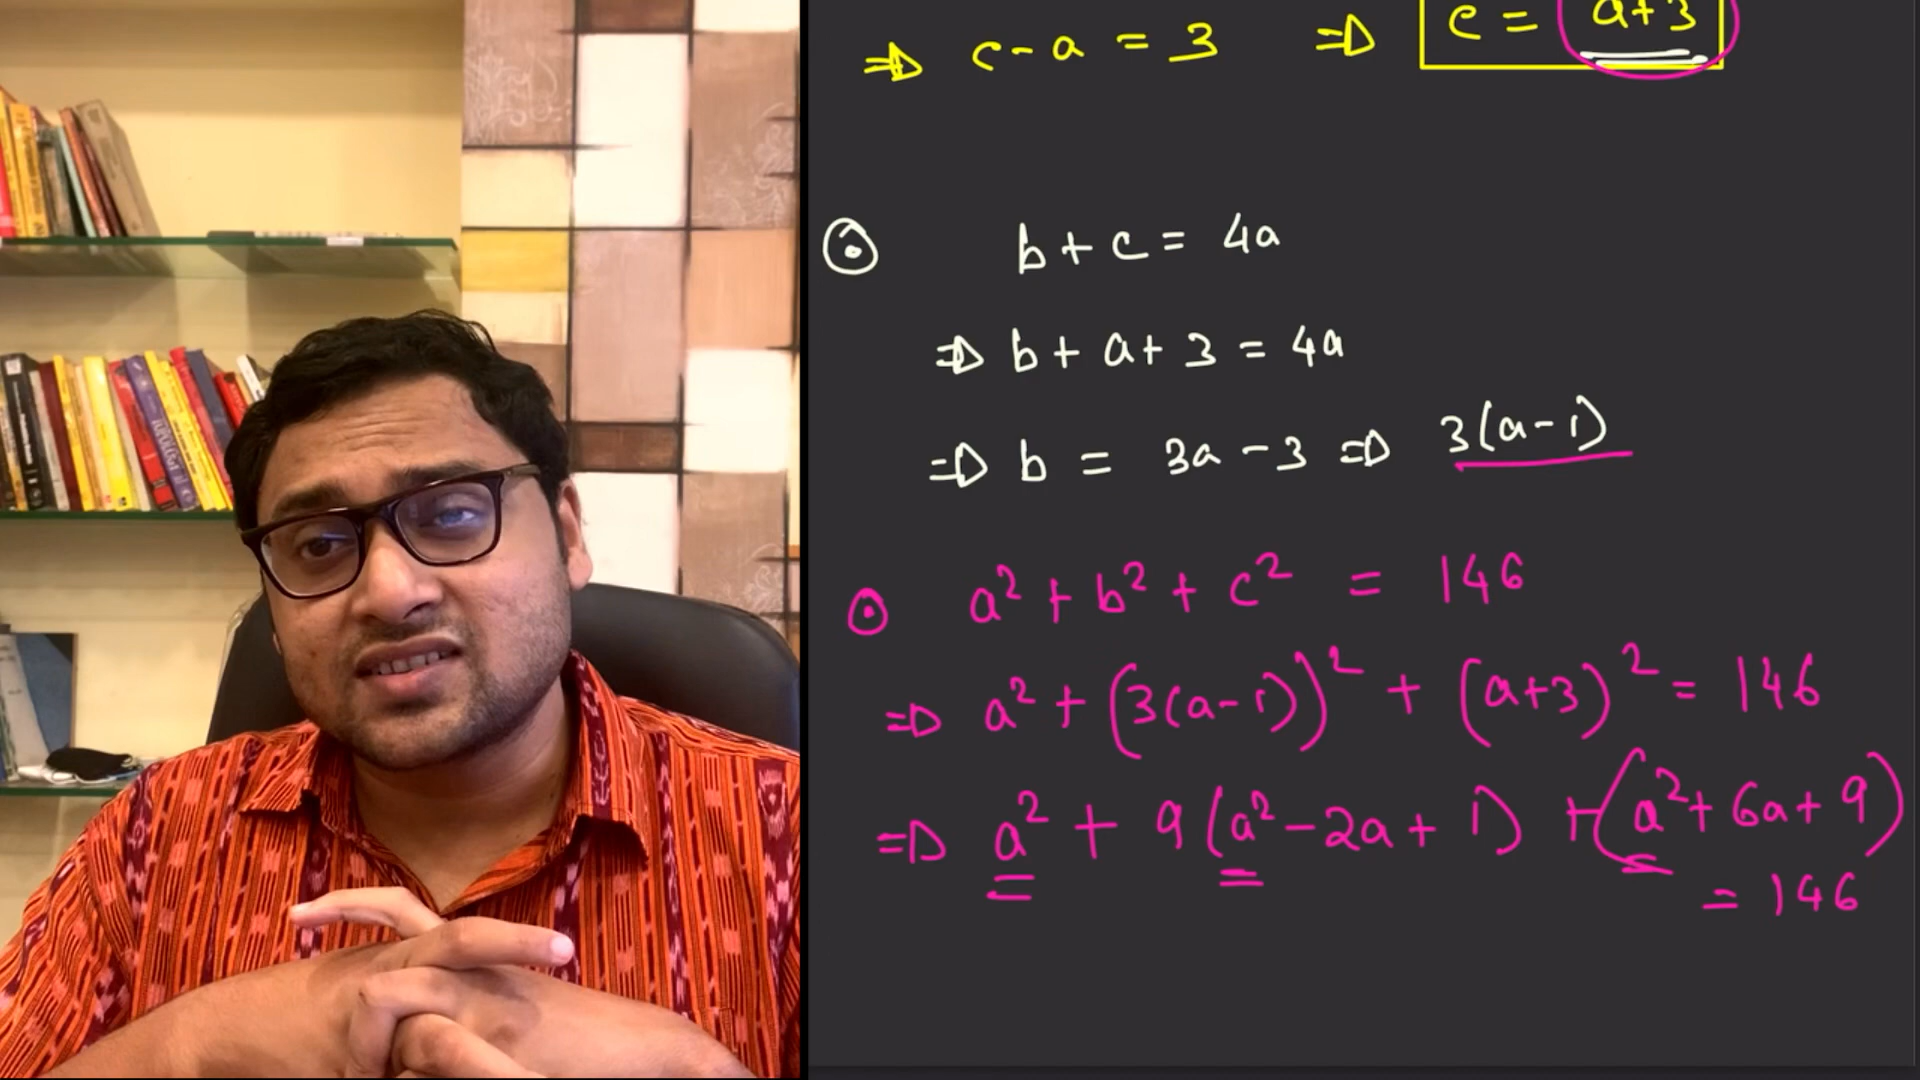 ⇒ c - a = 3 ⇒ c = a+3
⊙ b + c = 4a
⇒ b + a + 3 = 4a
⇒ b = 3a - 3 ⇒ 3(a-1)
⊙ a² + b² + c² = 146
⇒ a² + (3(a-1))² + (a+3)² = 146
⇒ a² + 9(a² - 2a + 1) + (a² + 6a + 9)
= 146